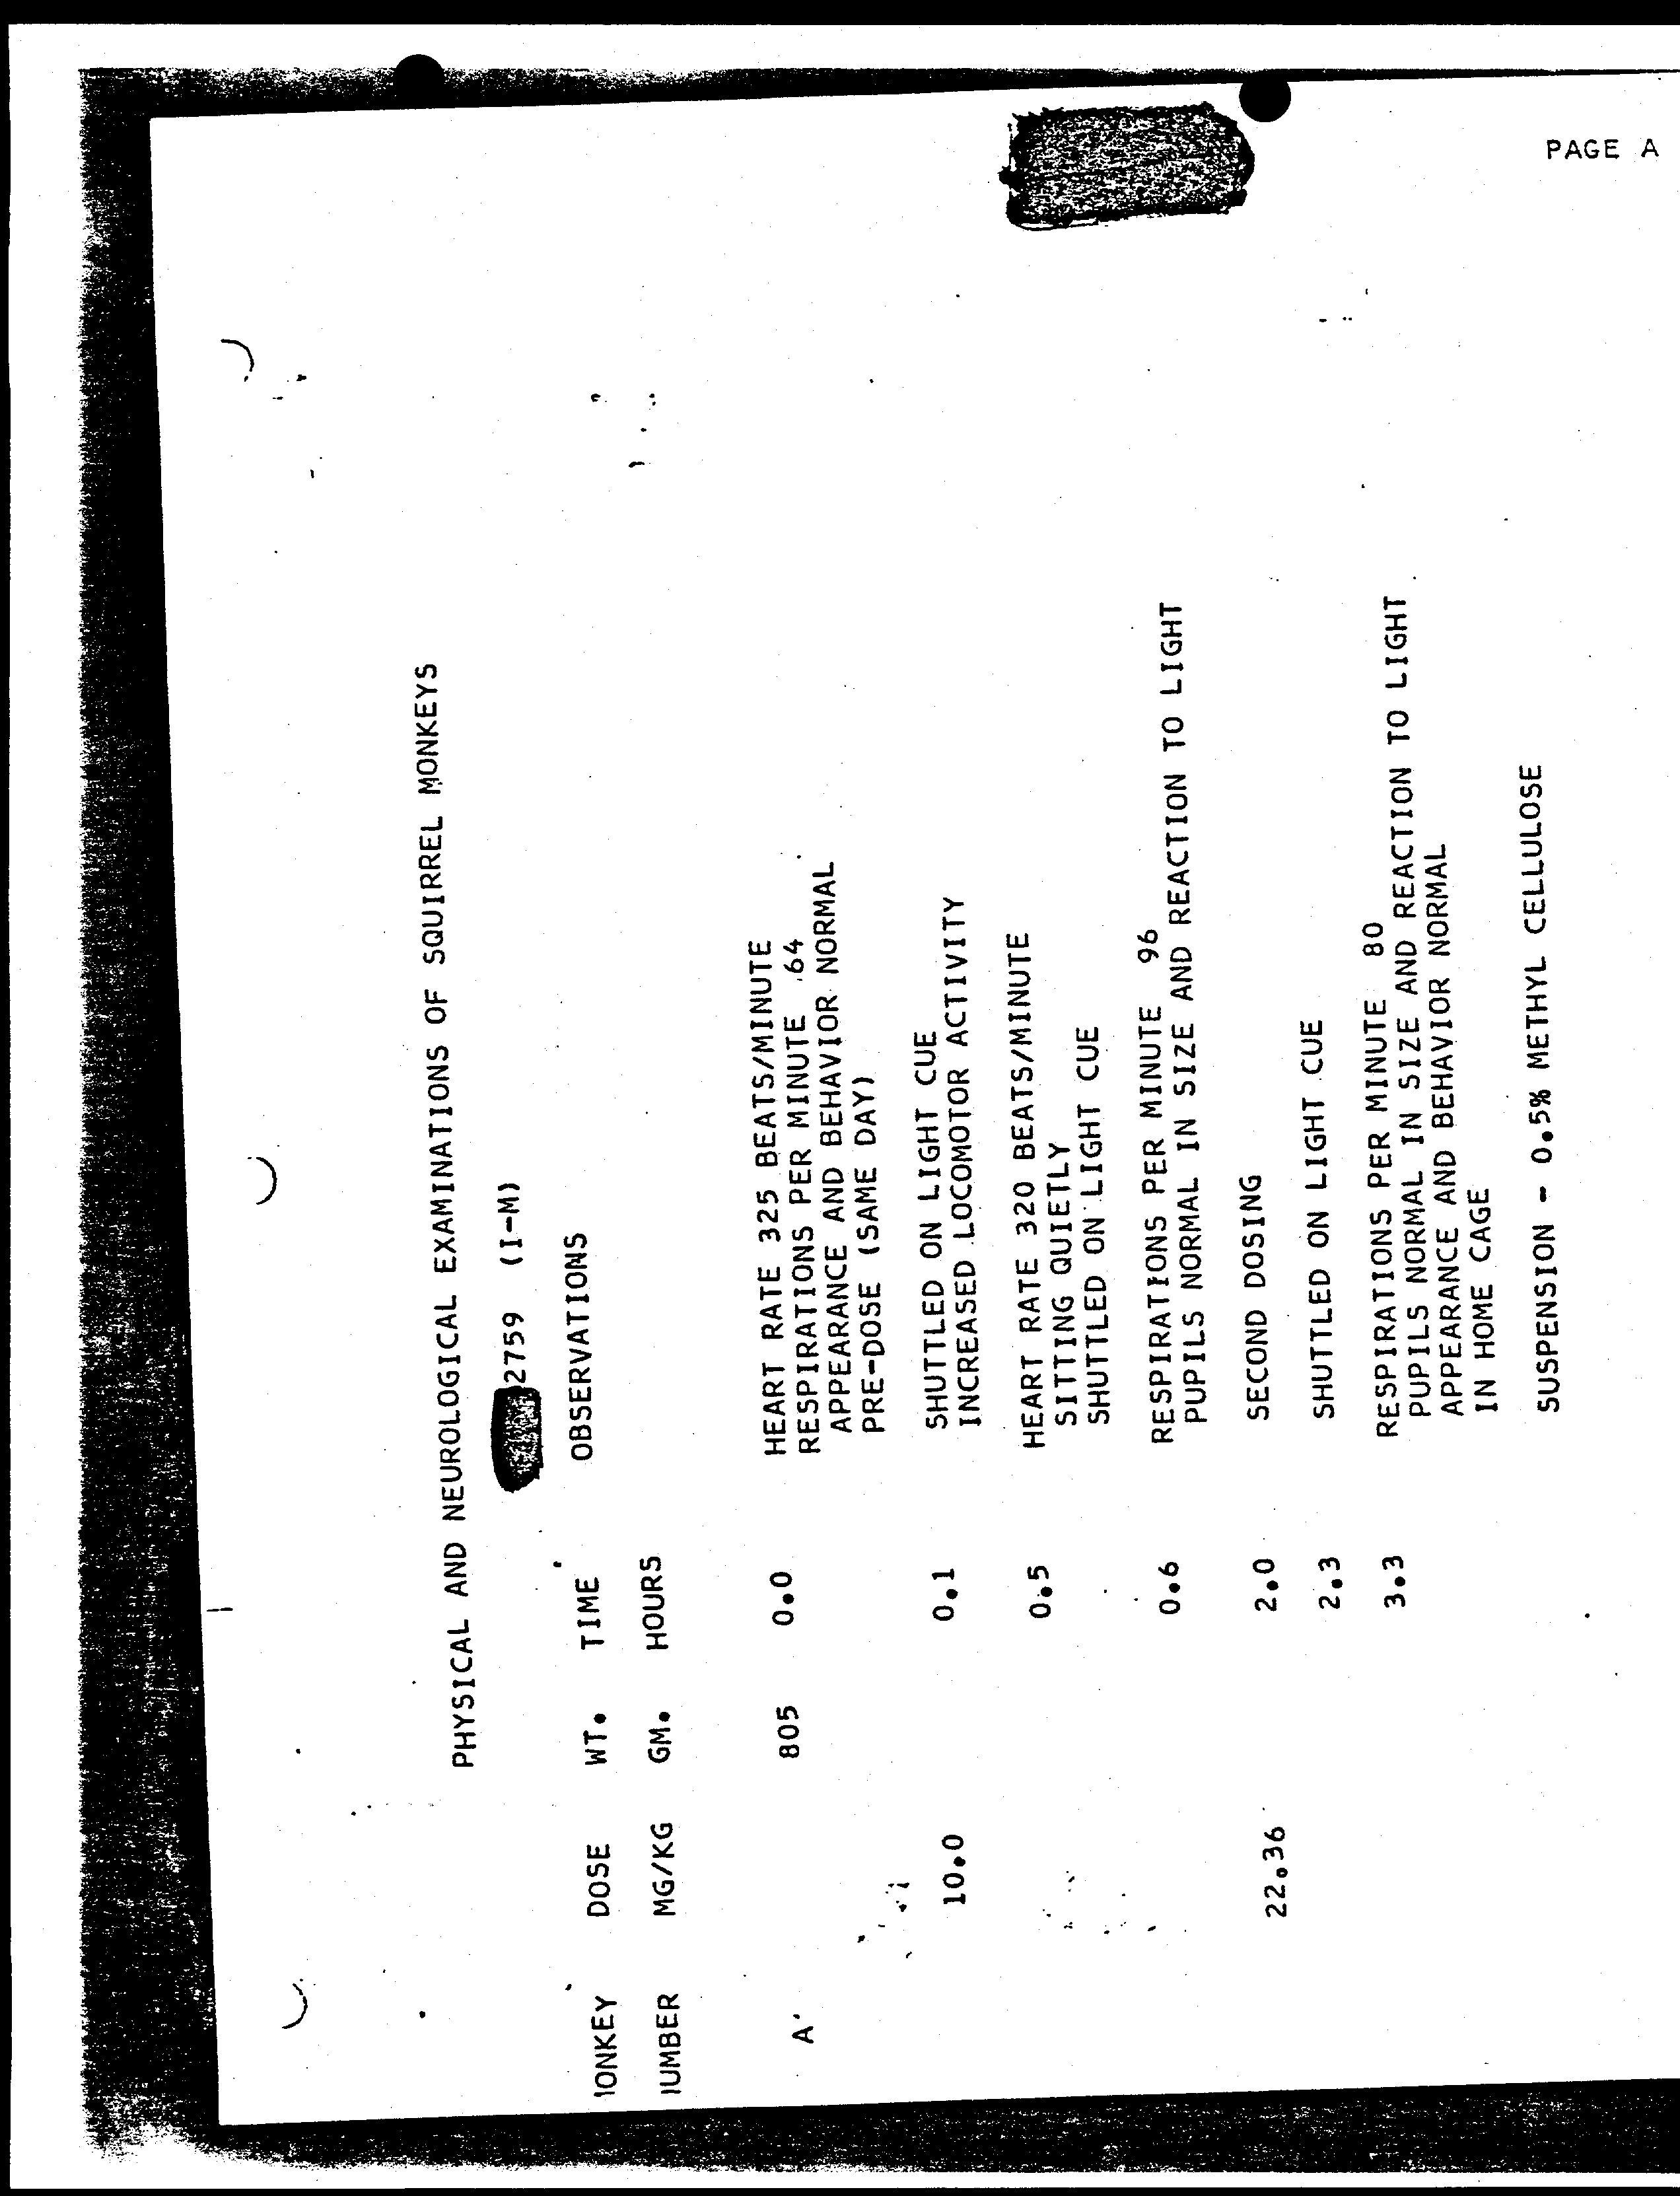 PAGE A
PHYSICAL AND NEUROLOGICAL EXAMINATIONS OF SQUIRREL MONKEYS
2759 (I-M)
IONKEY DOSE WT. TIME OBSERVATIONS
IUMBER MG/KG GM. HOURS
A' 805 0.0 HEART RATE 325 BEATS/MINUTE
RESPIRATIONS PER MINUTE 64
APPEARANCE AND BEHAVIOR NORMAL
PRE-DOSE (SAME DAY)
10.0 0.1 SHUTTLED ON LIGHT CUE
INCREASED LOCOMOTOR ACTIVITY
0.5 HEART RATE 320 BEATS/MINUTE
SITTING QUIETLY
SHUTTLED ON LIGHT CUE
0.6 RESPIRATIONS PER MINUTE 96
PUPILS NORMAL IN SIZE AND REACTION TO LIGHT
22.36 2.0 SECOND DOSING
2.3 SHUTTLED ON LIGHT CUE
3.3 RESPIRATIONS PER MINUTE 80
PUPILS NORMAL IN SIZE AND REACTION TO LIGHT
APPEARANCE AND BEHAVIOR NORMAL
IN HOME CAGE
SUSPENSION - 0.5% METHYL CELLULOSE